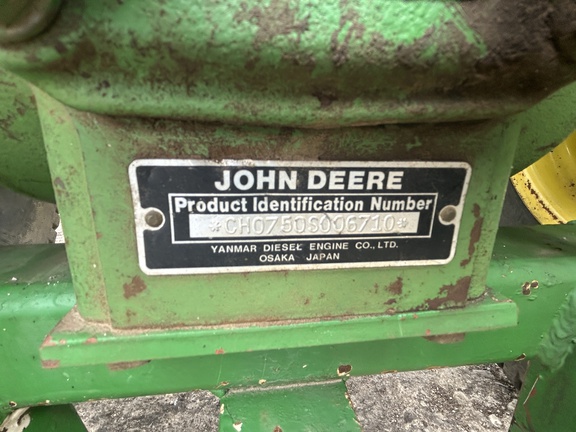 JOHN DEERE
Product Identification Number
*CH0750S006710*
YANMAR DIESEL ENGINE CO., LTD.
OSAKA JAPAN